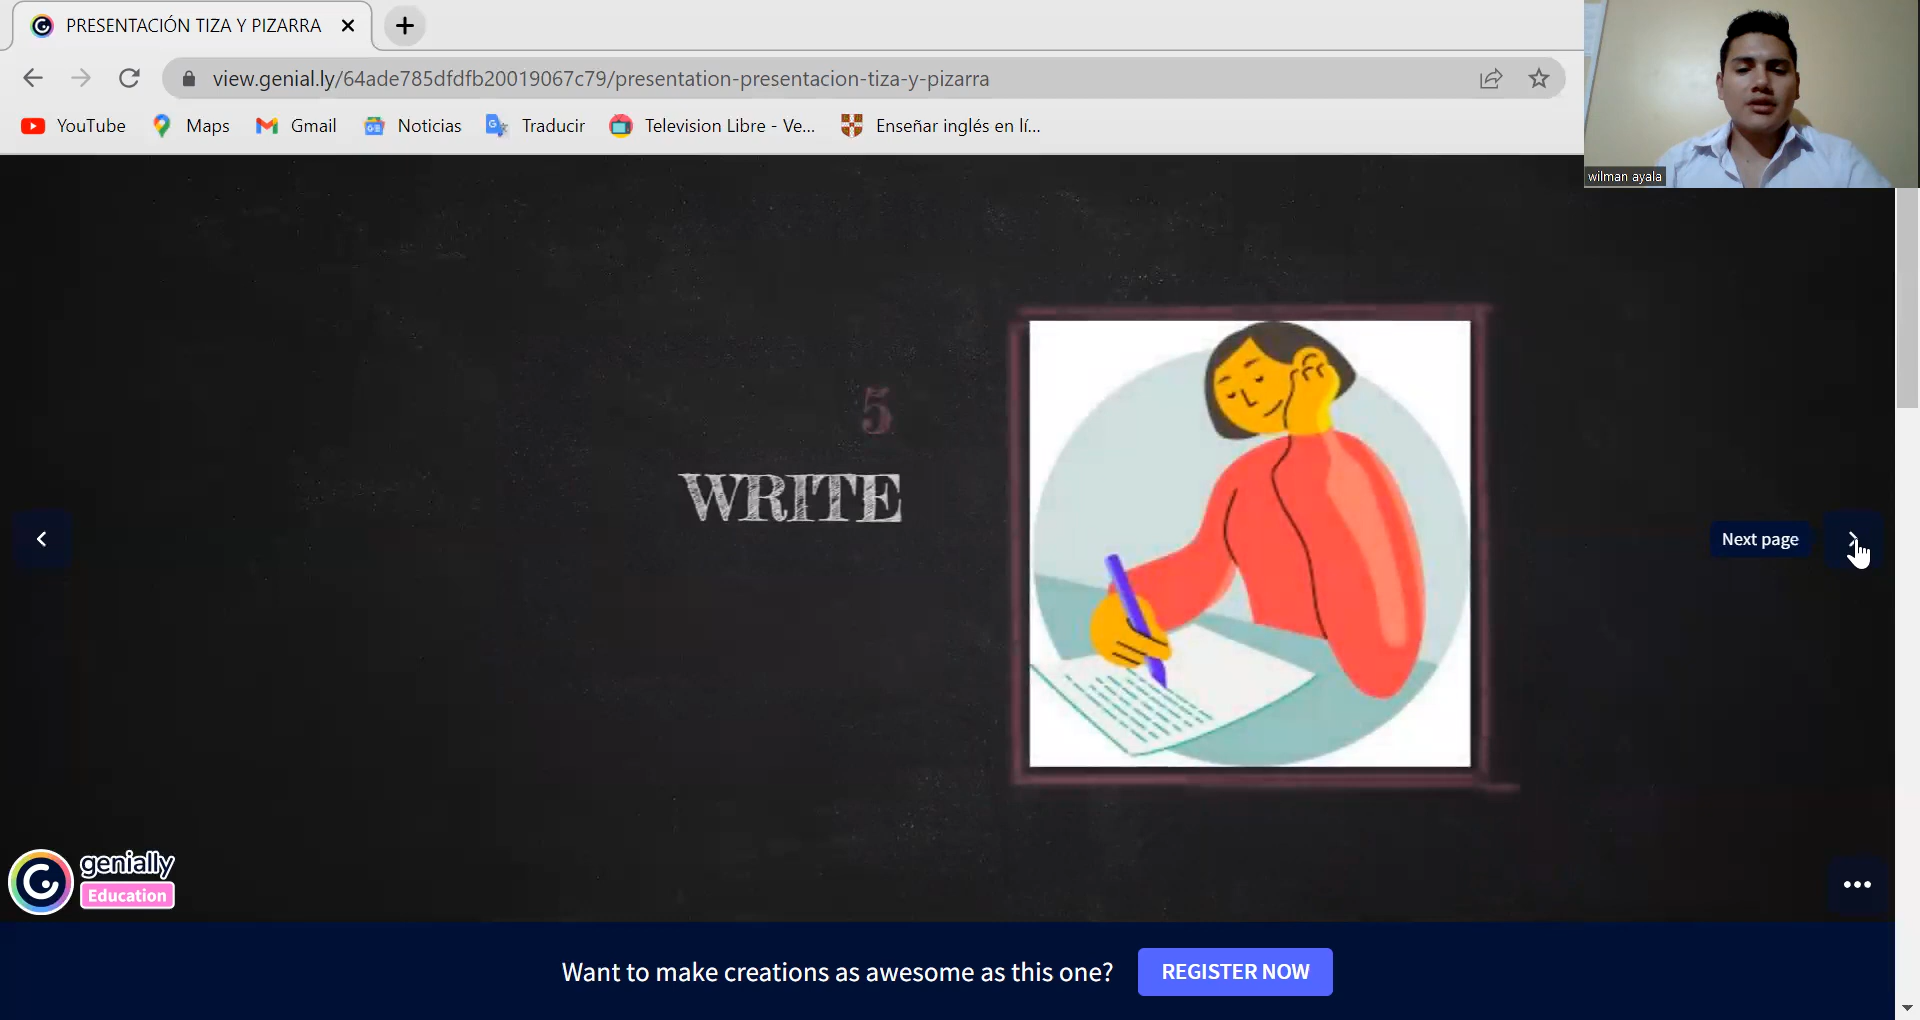 PRESENTACIÓN TIZA Y PIZARRA
view.genial.ly/64ade785dfdfb20019067c79/presentation-presentacion-tiza-y-pizarra
YouTube Maps Gmail Noticias Traducir Television Libre - Ve... Enseñar inglés en lí...
wilman ayala
5
WRITE
Next page
genially
Education
Want to make creations as awesome as this one? REGISTER NOW